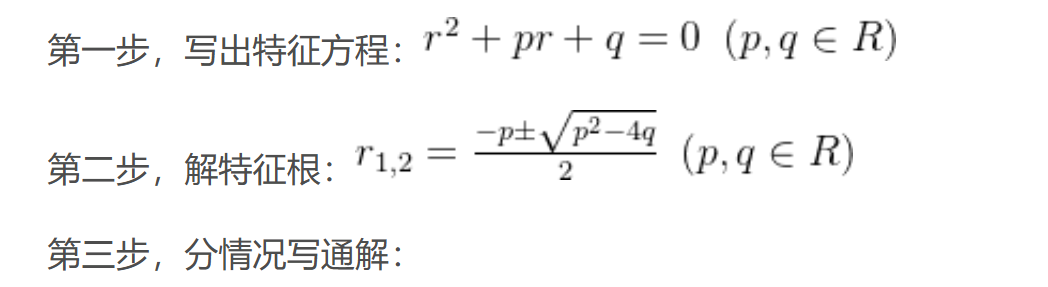 第一步，写出特征方程：r² + pr + q = 0 (p, q ∈ R)
第二步，解特征根：r₁,₂ = (−p±√(p²−4q))/2 (p, q ∈ R)
第三步，分情况写通解：